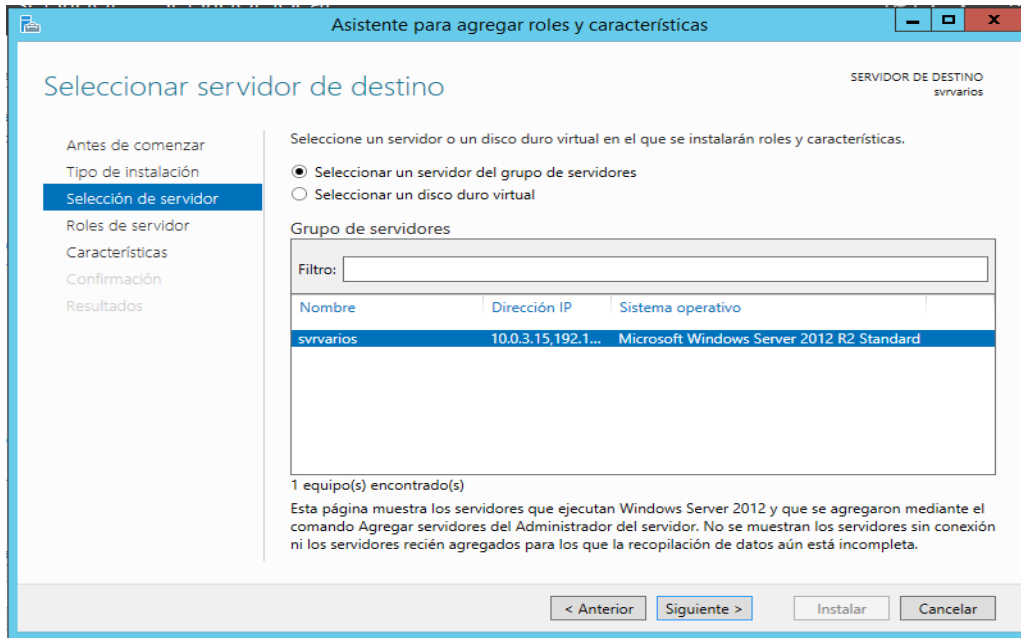 Asistente para agregar roles y características
Seleccionar servidor de destino
SERVIDOR DE DESTINO
svrvarios
Antes de comenzar
Tipo de instalación
Selección de servidor
Roles de servidor
Características
Confirmación
Resultados
Seleccione un servidor o un disco duro virtual en el que se instalarán roles y características.
Seleccionar un servidor del grupo de servidores
Seleccionar un disco duro virtual
Grupo de servidores
Filtro:
Nombre Dirección IP Sistema operativo
svrvarios 10.0.3.15,192.1... Microsoft Windows Server 2012 R2 Standard
1 equipo(s) encontrado(s)
Esta página muestra los servidores que ejecutan Windows Server 2012 y que se agregaron mediante el
comando Agregar servidores del Administrador del servidor. No se muestran los servidores sin conexión
ni los servidores recién agregados para los que la recopilación de datos aún está incompleta.
< Anterior Siguiente > Instalar Cancelar